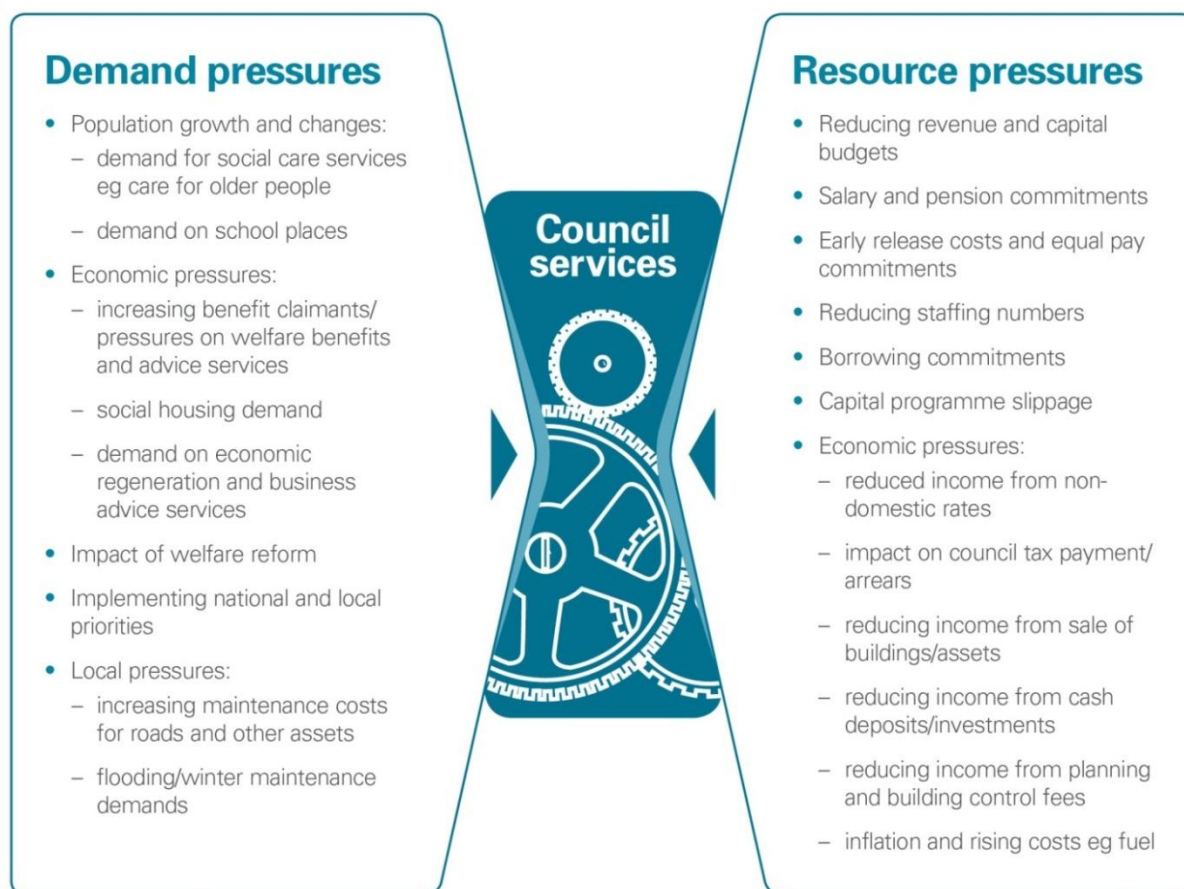 Demand pressures
• Population growth and changes:
– demand for social care services
eg care for older people
– demand on school places
• Economic pressures:
– increasing benefit claimants/
pressures on welfare benefits
and advice services
– social housing demand
– demand on economic
regeneration and business
advice services
• Impact of welfare reform
• Implementing national and local
priorities
• Local pressures:
– increasing maintenance costs
for roads and other assets
– flooding/winter maintenance
demands
Council
services
Resource pressures
• Reducing revenue and capital
budgets
• Salary and pension commitments
• Early release costs and equal pay
commitments
• Reducing staffing numbers
• Borrowing commitments
• Capital programme slippage
• Economic pressures:
– reduced income from non-
domestic rates
– impact on council tax payment/
arrears
– reducing income from sale of
buildings/assets
– reducing income from cash
deposits/investments
– reducing income from planning
and building control fees
– inflation and rising costs eg fuel